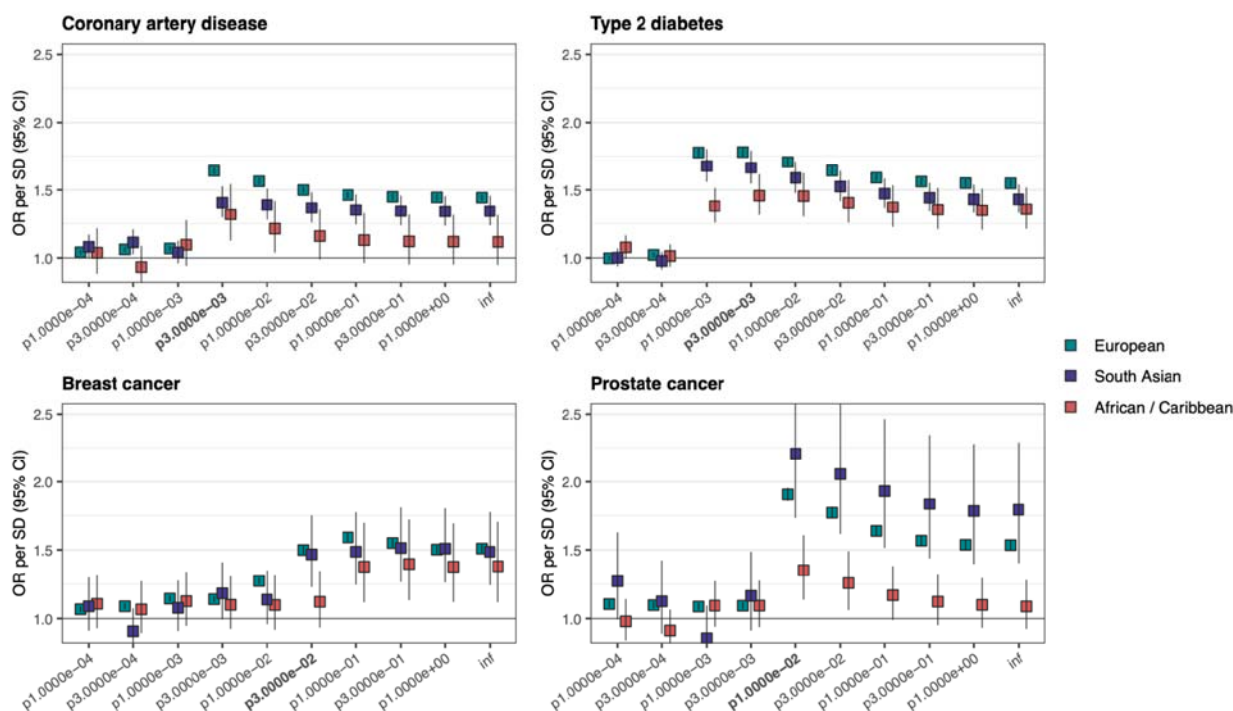 Coronary artery disease
OR per SD (95% CI)
2.5
2.0
1.5
1.0
p1.0000e−04
p3.0000e−04
p1.0000e−03
p3.0000e−03
p1.0000e−02
p3.0000e−02
p1.0000e−01
p3.0000e−01
p1.0000e+00
inf
Type 2 diabetes
OR per SD (95% CI)
2.5
2.0
1.5
1.0
p1.0000e−04
p3.0000e−04
p1.0000e−03
p3.0000e−03
p1.0000e−02
p3.0000e−02
p1.0000e−01
p3.0000e−01
p1.0000e+00
inf
European
South Asian
African / Caribbean
Breast cancer
OR per SD (95% CI)
2.5
2.0
1.5
1.0
p1.0000e−04
p3.0000e−04
p1.0000e−03
p3.0000e−03
p1.0000e−02
p3.0000e−02
p1.0000e−01
p3.0000e−01
p1.0000e+00
inf
Prostate cancer
OR per SD (95% CI)
2.5
2.0
1.5
1.0
p1.0000e−04
p3.0000e−04
p1.0000e−03
p3.0000e−03
p1.0000e−02
p3.0000e−02
p1.0000e−01
p3.0000e−01
p1.0000e+00
inf